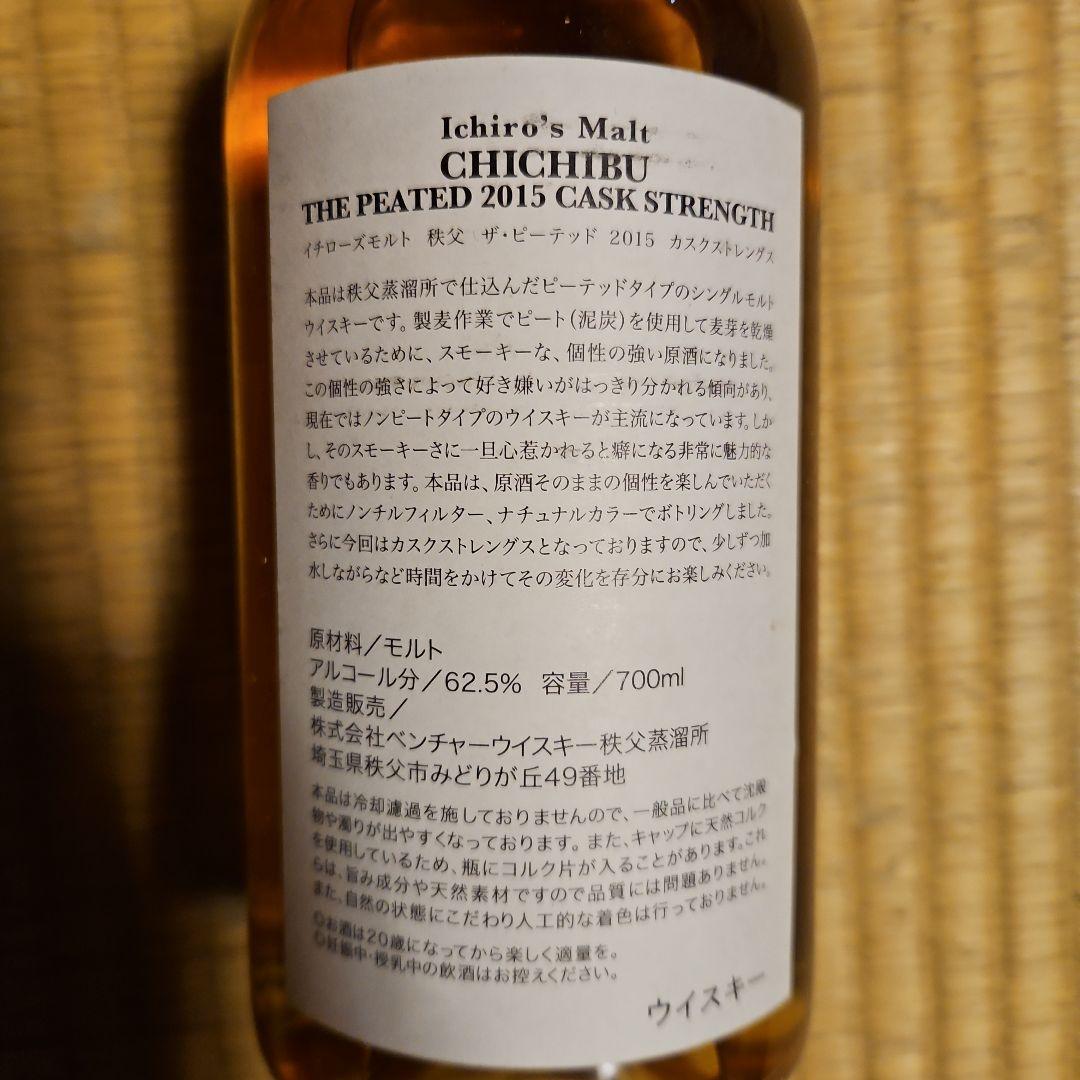 Ichiro's Malt
CHICHIBU
THE PEATED 2015 CASK STRENGTH
イチローズモルト 秩父 ザ・ピーテッド 2015 カスクストレングス
本品は秩父蒸溜所で仕込んだピーテッドタイプのシングルモルト
ウイスキーです。製麦作業でピート(泥炭)を使用して麦芽を乾燥
させているために、スモーキーな、個性の強い原酒になりました。
この個性の強さによって好き嫌いがはっきり分かれる傾向があり、
現在ではノンピートタイプのウイスキーが主流になっています。しか
し、そのスモーキーさに一旦心惹かれると癖になる非常に魅力的な
香りでもあります。本品は、原酒そのままの個性を楽しんでいただく
ためにノンチルフィルター、ナチュナルカラーでボトリングしました。
さらに今回はカスクストレングスとなっておりますので、少しずつ加
水しながらなど時間をかけてその変化を存分にお楽しみください。
原材料/モルト
アルコール分/62.5% 容量/700ml
製造販売/
株式会社ベンチャーウイスキー秩父蒸溜所
埼玉県秩父市みどりが丘49番地
本品は冷却濾過を施しておりませんので、一般品に比べて沈殿
物や濁りが出やすくなっております。また、キャップに天然コルク
を使用しているため、瓶にコルク片が入ることがあります。これ
らは、旨み成分や天然素材ですので品質には問題ありません。
また、自然の状態にこだわり人工的な着色は行っておりません。
◎お酒は20歳になってから楽しく適量を。
◎妊娠中・授乳中の飲酒はお控えください。
ウイスキー